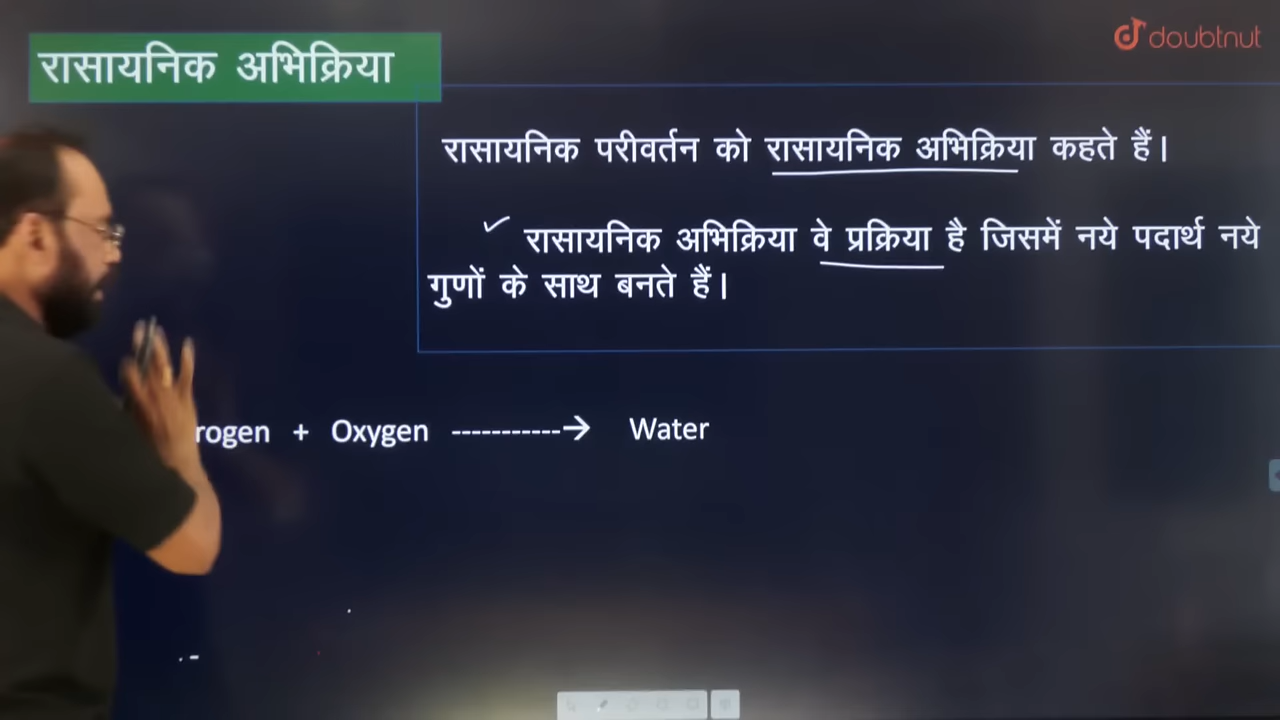 doubtnut
रासायनिक अभिक्रिया
रासायनिक परीवर्तन को रासायनिक अभिक्रिया कहते हैं।
रासायनिक अभिक्रिया वे प्रक्रिया है जिसमें नये पदार्थ नये
गुणों के साथ बनते हैं।
rogen + Oxygen -----------→ Water